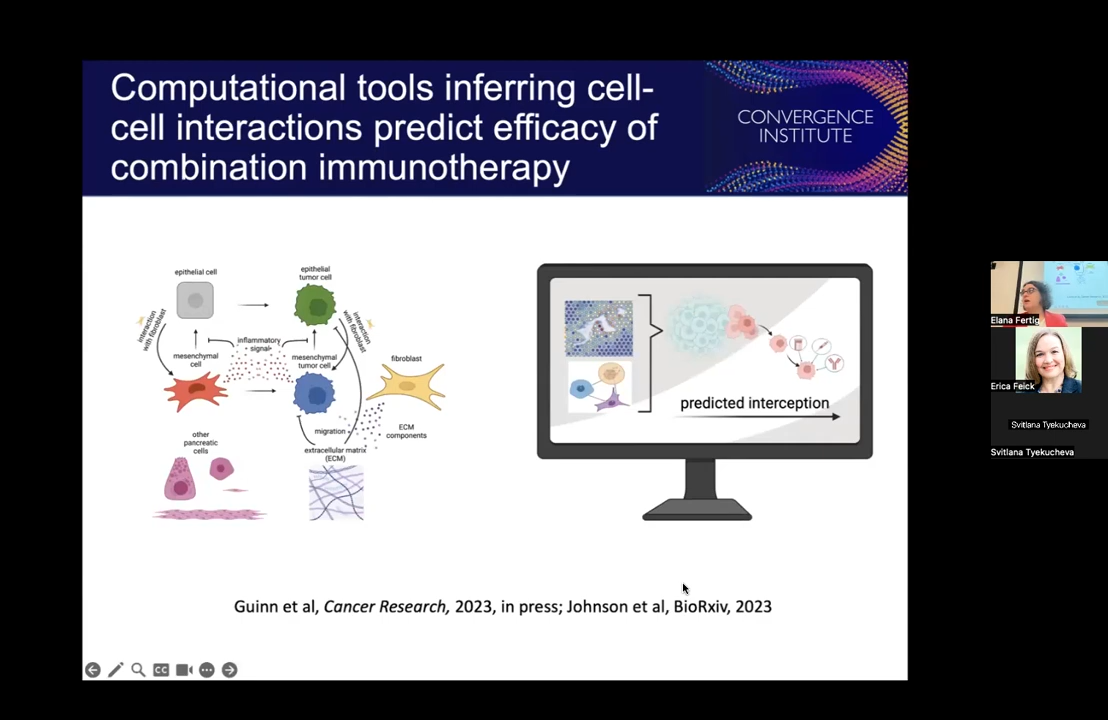 Computational tools inferring cell-
cell interactions predict efficacy of
combination immunotherapy
CONVERGENCE
INSTITUTE
epithelial cell
epithelial
tumor cell
interaction
with fibroblast
interaction
with fibroblast
inflammatory
signal
mesenchymal
cell
mesenchymal
tumor cell
fibroblast
other
pancreatic
cells
migration
ECM
components
extracellular matrix
(ECM)
predicted interception
Guinn et al, Cancer Research, 2023, in press; Johnson et al, BioRxiv, 2023
CC
Elana Fertig
Erica Feick
Svitlana Tyekucheva
Svitlana Tyekucheva